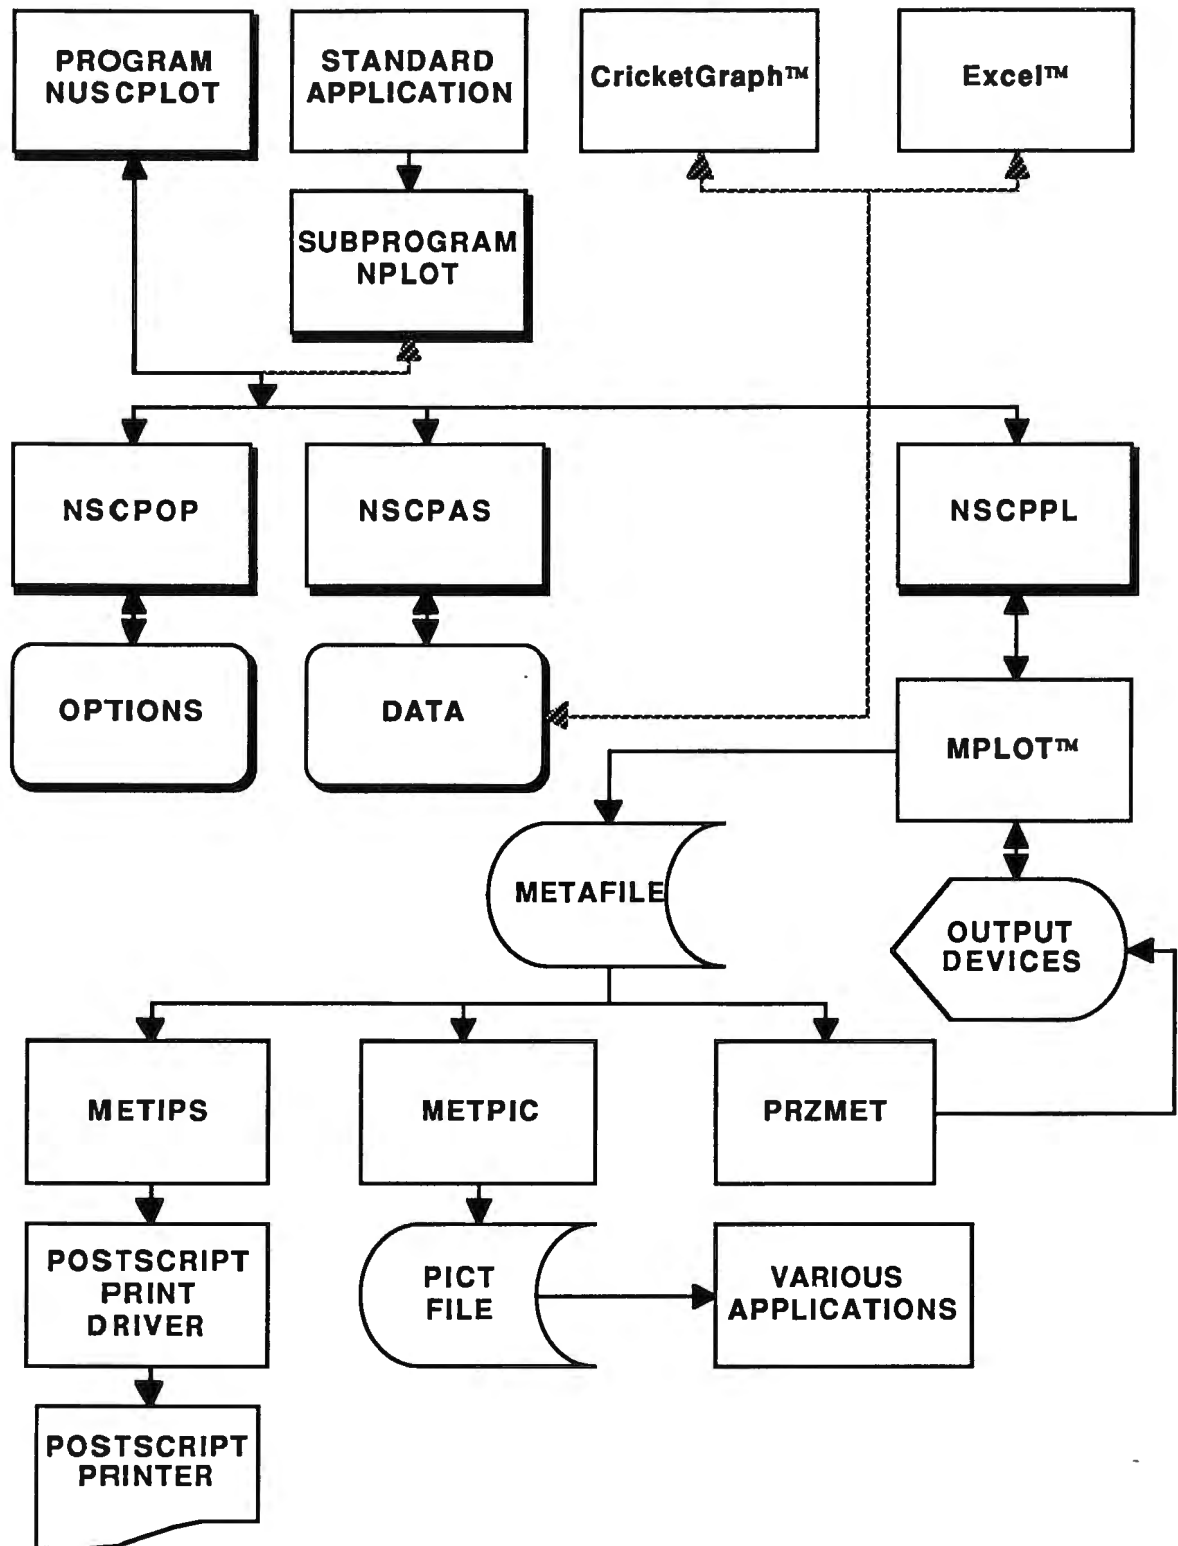 PROGRAM
NUSCPLOT
STANDARD
APPLICATION
CricketGraph™
Excel™
SUBPROGRAM
NPLOT
NSCPOP
NSCPAS
NSCPPL
OPTIONS
DATA
MPLOT™
METAFILE
OUTPUT
DEVICES
METIPS
METPIC
PRZMET
POSTSCRIPT
PRINT
DRIVER
PICT
FILE
VARIOUS
APPLICATIONS
POSTSCRIPT
PRINTER